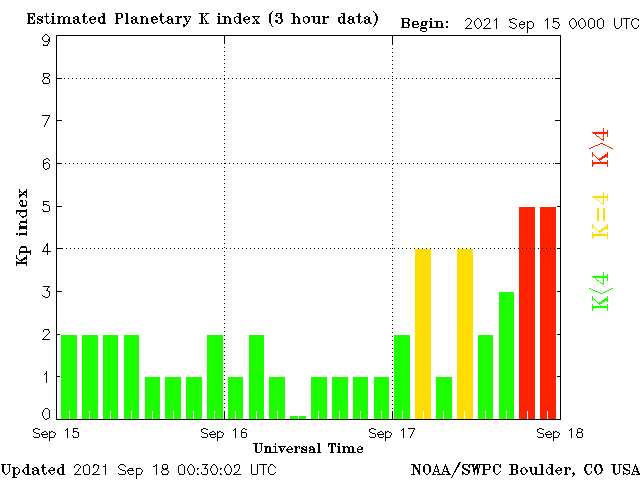 Estimated Planetary K index (3 hour data) Begin: 2021 Sep 15 0000 UTC
9
8
7
6
5
4
3
2
1
0
Kp index
K>4
K=4
K<4
Sep 15 Sep 16 Sep 17 Sep 18
Universal Time
Updated 2021 Sep 18 00:30:02 UTC NOAA/SWPC Boulder, CO USA